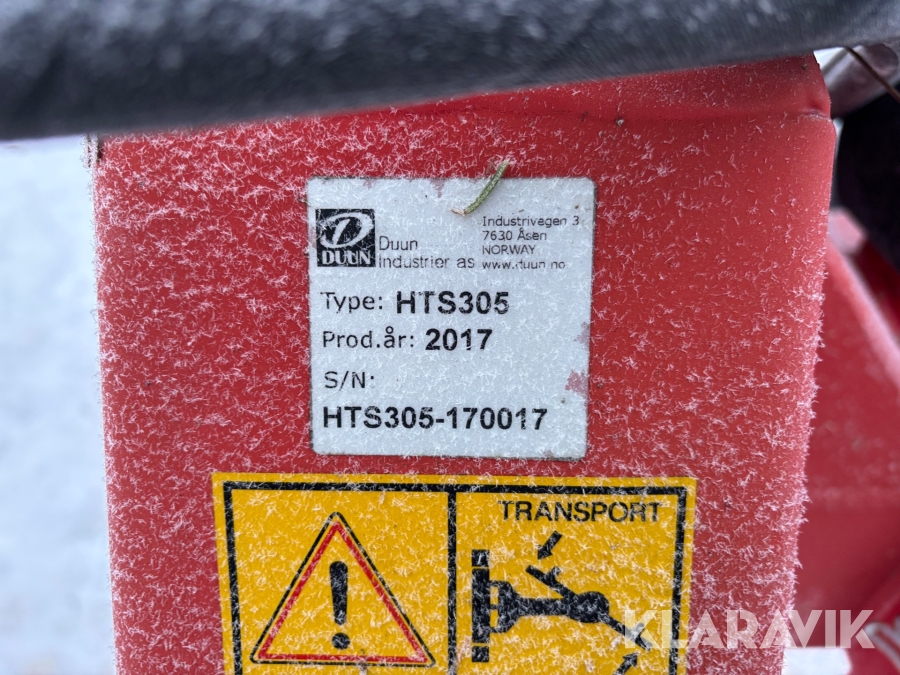 DUUN
Duun
Industrier as
Industrivegen 3
7630 Åsen
NORWAY
www.duun.no
Type: HTS305
Prod.år: 2017
S/N:
HTS305-170017
TRANSPORT
KLARAVIK